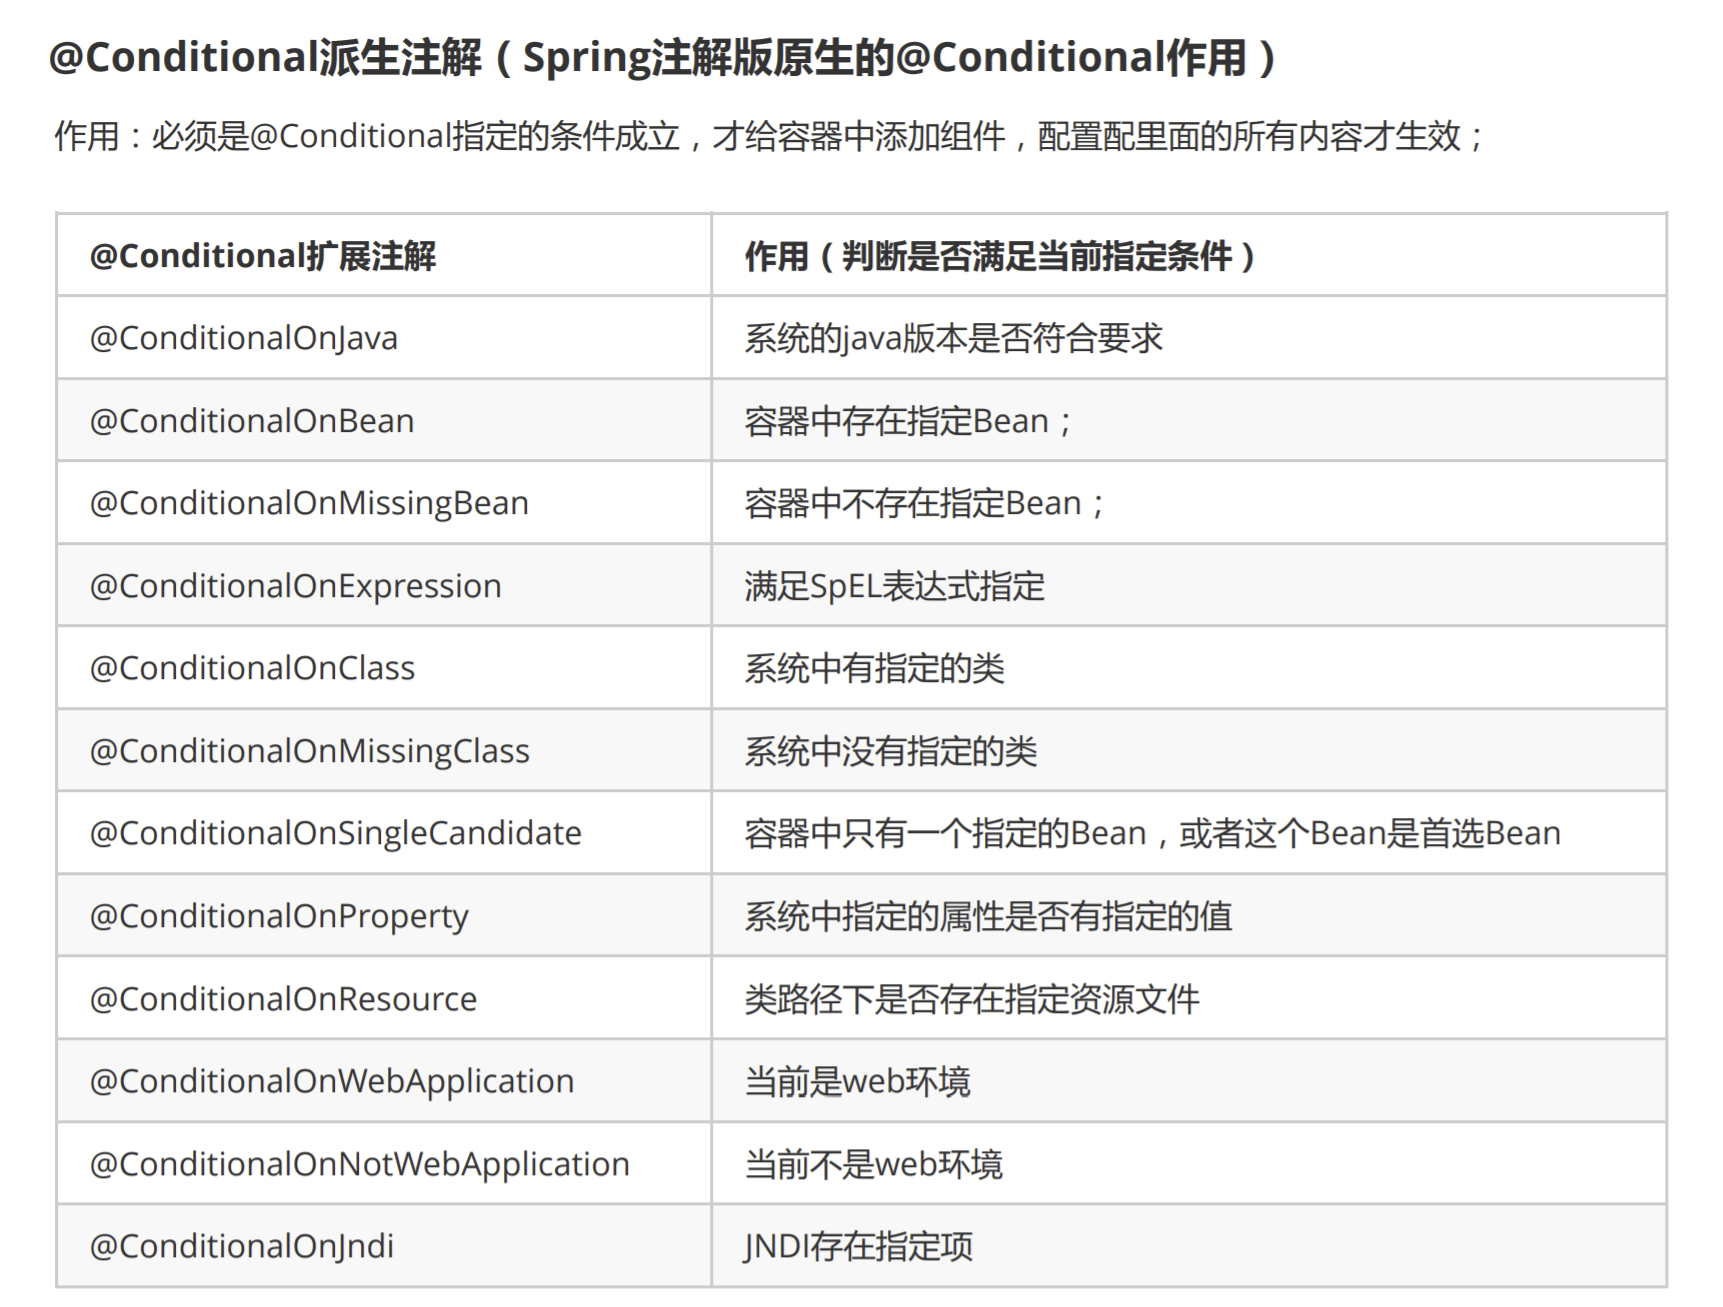 @Conditional派生注解（Spring注解版原生的@Conditional作用）
作用：必须是@Conditional指定的条件成立，才给容器中添加组件，配置配里面的所有内容才生效；
@Conditional扩展注解 作用（判断是否满足当前指定条件）
@ConditionalOnJava 系统的java版本是否符合要求
@ConditionalOnBean 容器中存在指定Bean；
@ConditionalOnMissingBean 容器中不存在指定Bean；
@ConditionalOnExpression 满足SpEL表达式指定
@ConditionalOnClass 系统中有指定的类
@ConditionalOnMissingClass 系统中没有指定的类
@ConditionalOnSingleCandidate 容器中只有一个指定的Bean，或者这个Bean是首选Bean
@ConditionalOnProperty 系统中指定的属性是否有指定的值
@ConditionalOnResource 类路径下是否存在指定资源文件
@ConditionalOnWebApplication 当前是web环境
@ConditionalOnNotWebApplication 当前不是web环境
@ConditionalOnJndi JNDI存在指定项